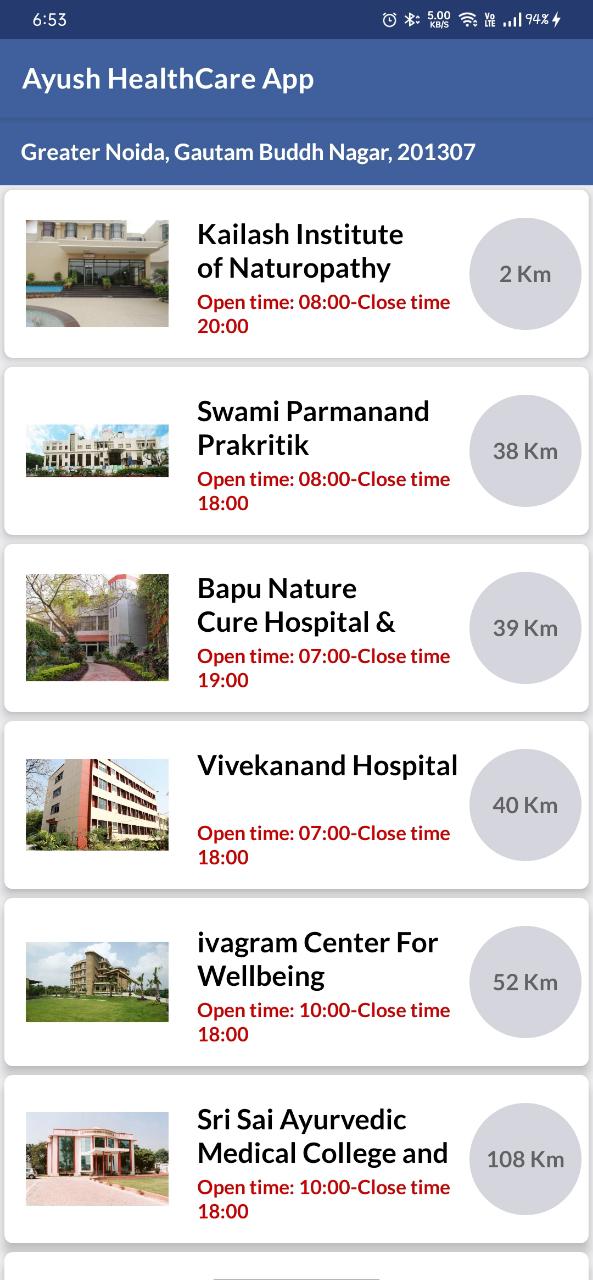 6:53 5.00 KB/S Vo LTE 94%
Ayush HealthCare App
Greater Noida, Gautam Buddh Nagar, 201307
Kailash Institute
of Naturopathy
Open time: 08:00-Close time
20:00
2 Km
Swami Parmanand
Prakritik
Open time: 08:00-Close time
18:00
38 Km
Bapu Nature
Cure Hospital &
Open time: 07:00-Close time
19:00
39 Km
Vivekanand Hospital
Open time: 07:00-Close time
18:00
40 Km
ivagram Center For
Wellbeing
Open time: 10:00-Close time
18:00
52 Km
Sri Sai Ayurvedic
Medical College and
Open time: 10:00-Close time
18:00
108 Km